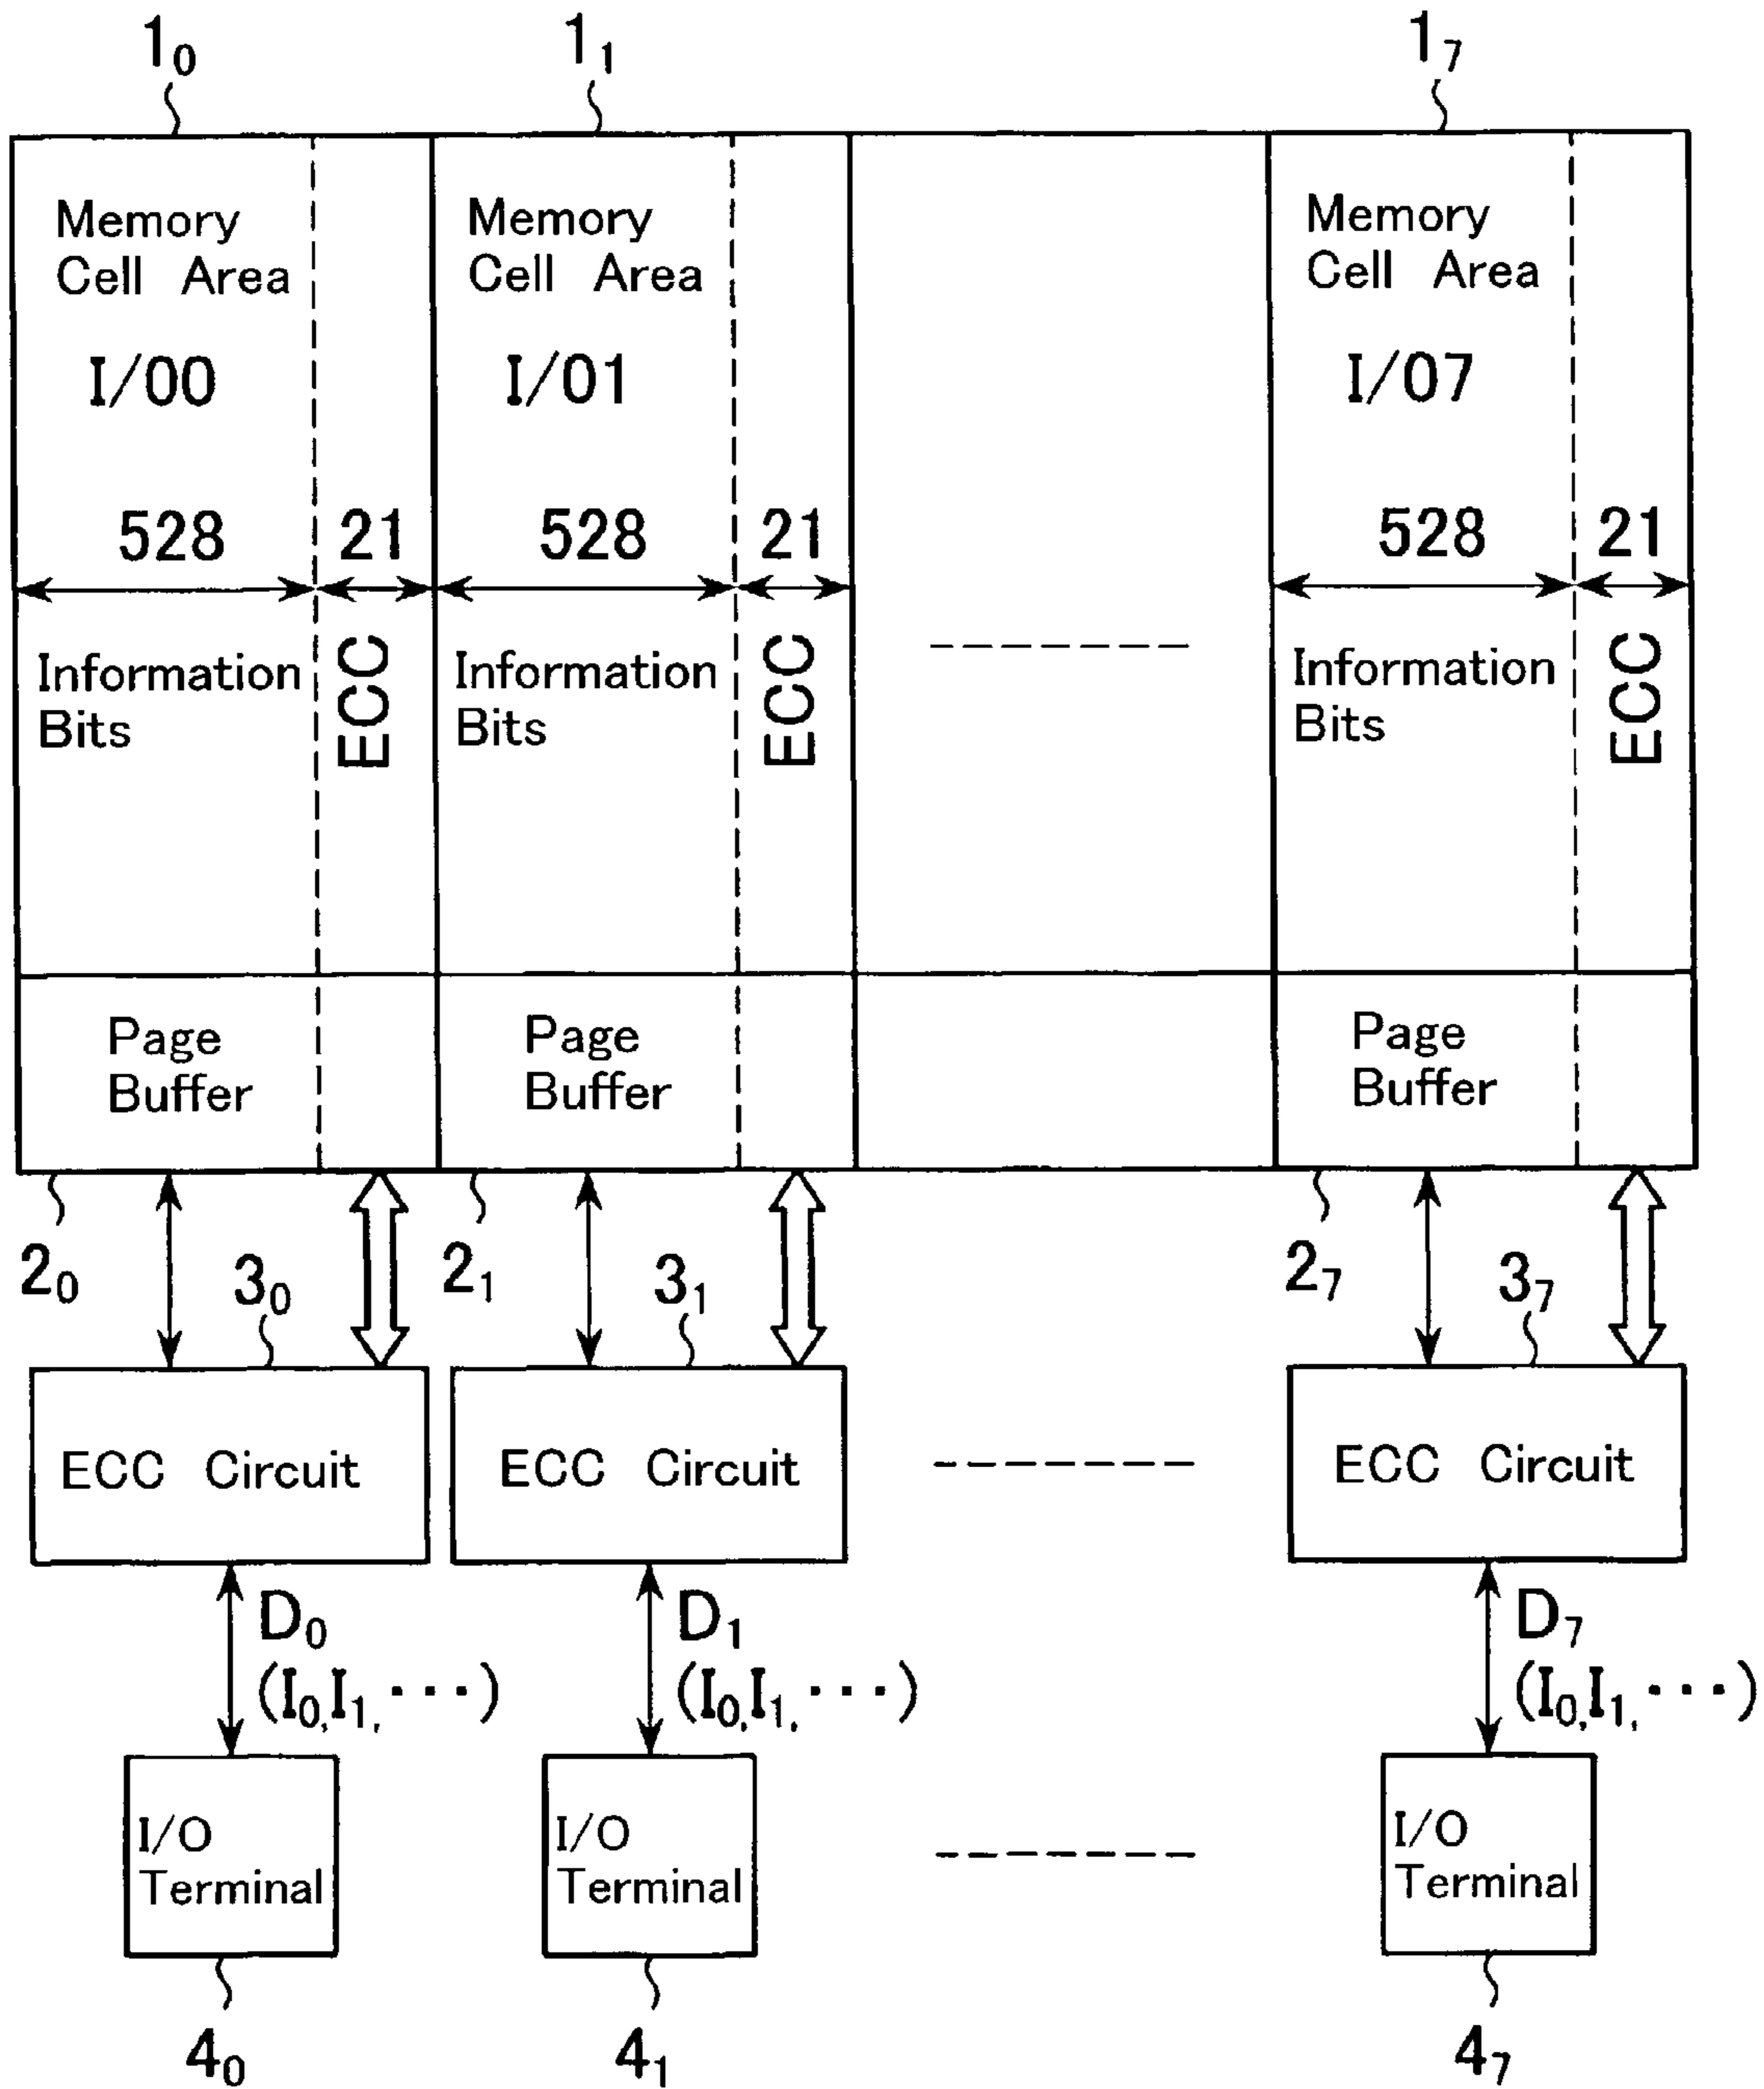 1₀ 1₁ 1₇
Memory Cell Area
I/00
528 21
Information Bits
ECC
Memory Cell Area
I/01
528 21
Information Bits
ECC
Memory Cell Area
I/07
528 21
Information Bits
ECC
Page Buffer
Page Buffer
Page Buffer
2₀ 3₀ 2₁ 3₁ 2₇ 3₇
ECC Circuit ECC Circuit ECC Circuit
D₀ D₁ D₇
(I₀,I₁,···) (I₀,I₁,···) (I₀,I₁,···)
I/O Terminal
I/O Terminal
I/O Terminal
4₀ 4₁ 4₇